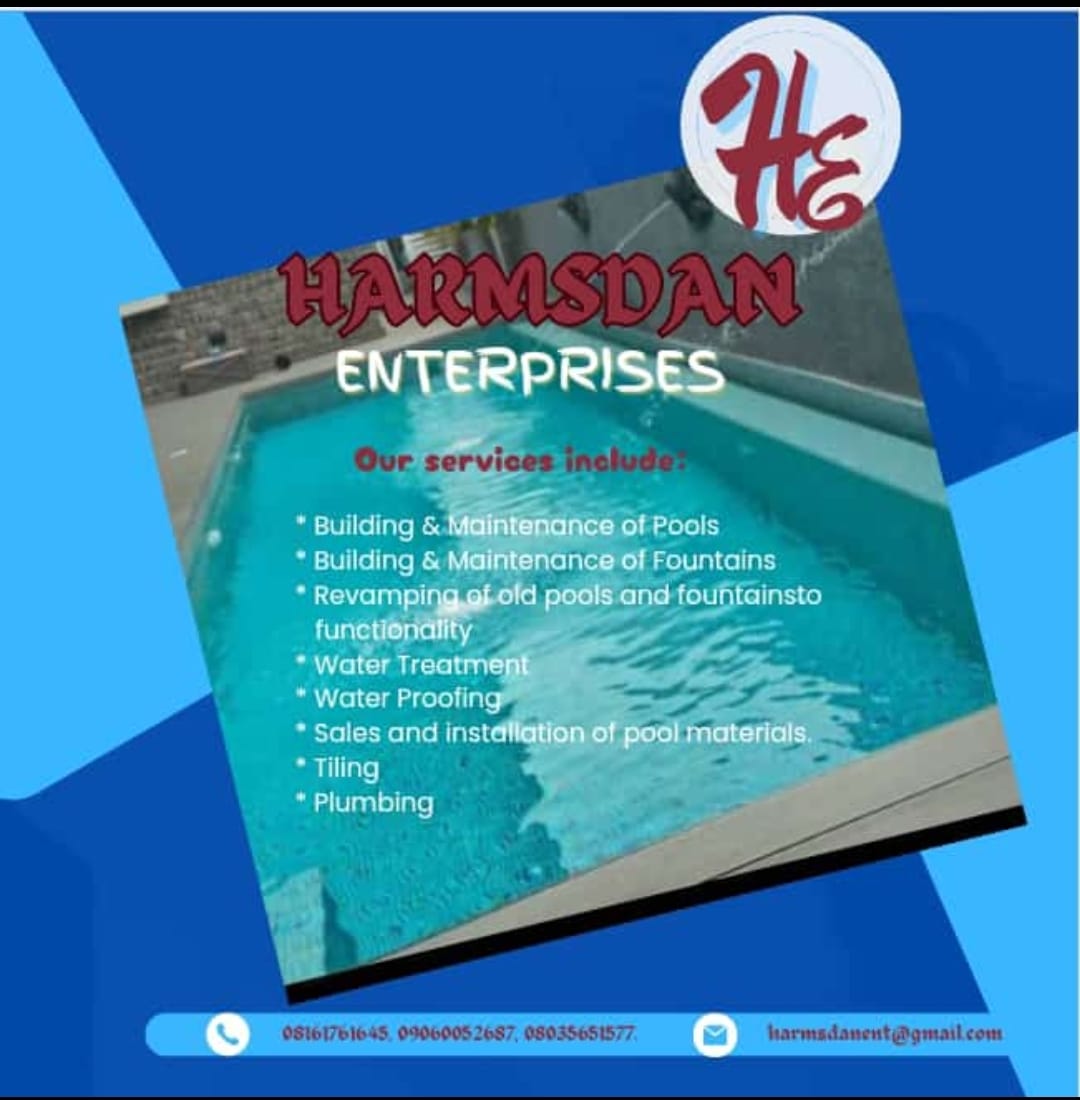 HE
HARMSDAN
ENTERPRISES
Our services include:
* Building & Maintenance of Pools
* Building & Maintenance of Fountains
* Revamping of old pools and fountainsto
functionality
* Water Treatment
* Water Proofing
* Sales and installation of pool materials.
* Tiling
* Plumbing
08161761645, 09060052687, 08035651577. harmsdanent@gmail.com